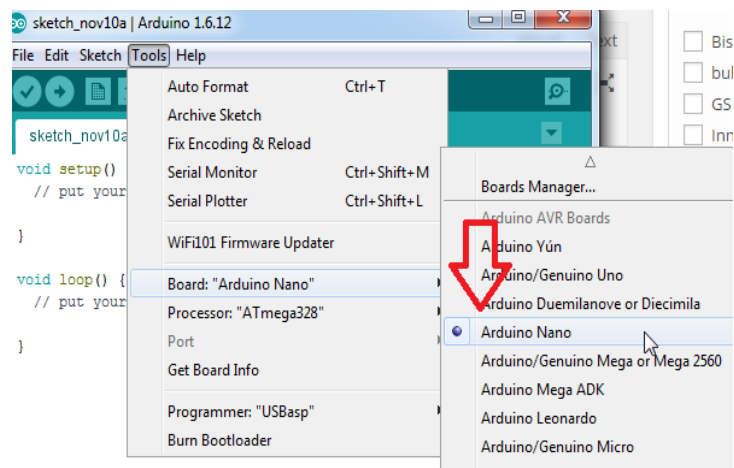 sketch_nov10a | Arduino 1.6.12
File Edit Sketch Tools Help
sketch_nov10a
void setup()
// put your
}
void loop() {
// put your
}
Auto Format Ctrl+T
Archive Sketch
Fix Encoding & Reload
Serial Monitor Ctrl+Shift+M
Serial Plotter Ctrl+Shift+L
WiFi101 Firmware Updater
Board: "Arduino Nano"
Processor: "ATmega328"
Port
Get Board Info
Programmer: "USBasp"
Burn Bootloader
Boards Manager...
Arduino AVR Boards
Arduino Yún
Arduino/Genuino Uno
Arduino Duemilanove or Diecimila
Arduino Nano
Arduino/Genuino Mega or Mega 2560
Arduino Mega ADK
Arduino Leonardo
Arduino/Genuino Micro
Bis
bul
GS